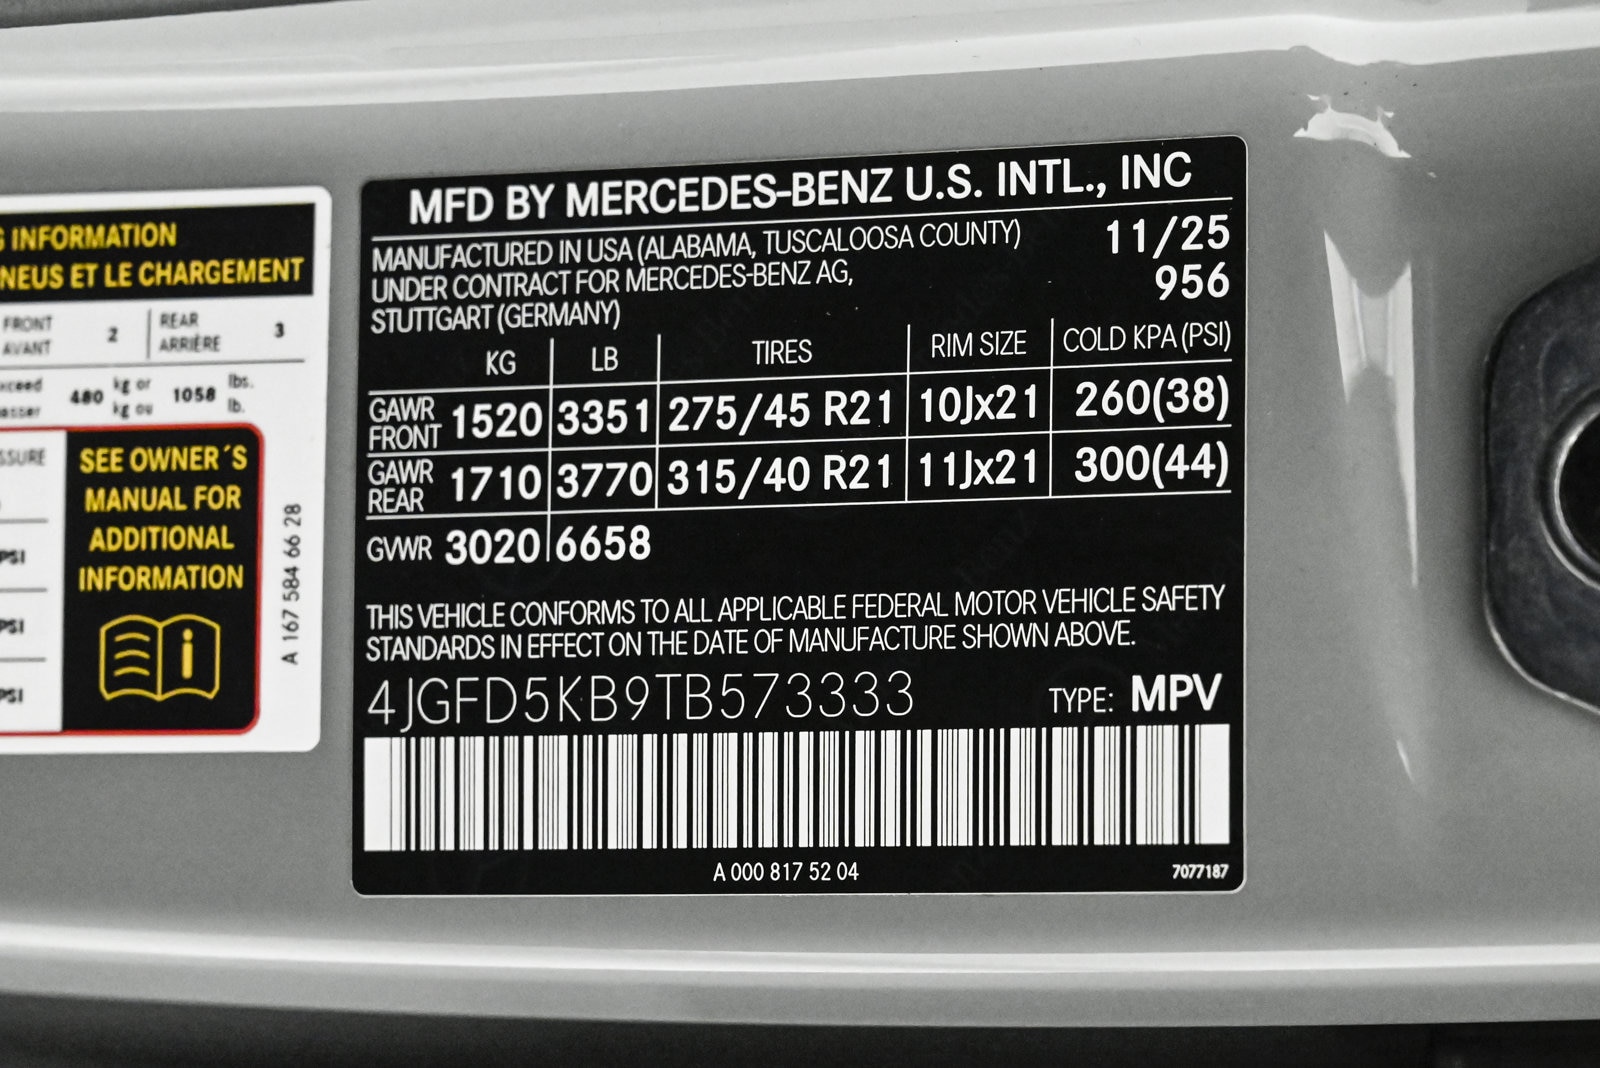 G INFORMATION
NEUS ET LE CHARGEMENT
FRONT
AVANT
2
REAR
ARRIÈRE
3
480
kg or
kg ou
1058
lbs.
lb.
SEE OWNER´S
MANUAL FOR
ADDITIONAL
INFORMATION
PSI
PSI
PSI
A 167 584 66 28
MFD BY MERCEDES-BENZ U.S. INTL., INC
MANUFACTURED IN USA (ALABAMA, TUSCALOOSA COUNTY) 11/25
UNDER CONTRACT FOR MERCEDES-BENZ AG, 956
STUTTGART (GERMANY)
KG LB TIRES RIM SIZE COLD KPA (PSI)
GAWR FRONT 1520 3351 275/45 R21 10Jx21 260(38)
GAWR REAR 1710 3770 315/40 R21 11Jx21 300(44)
GVWR 3020 6658
THIS VEHICLE CONFORMS TO ALL APPLICABLE FEDERAL MOTOR VEHICLE SAFETY
STANDARDS IN EFFECT ON THE DATE OF MANUFACTURE SHOWN ABOVE.
4JGFD5KB9TB573333 TYPE: MPV
A 000 817 52 04 7077187